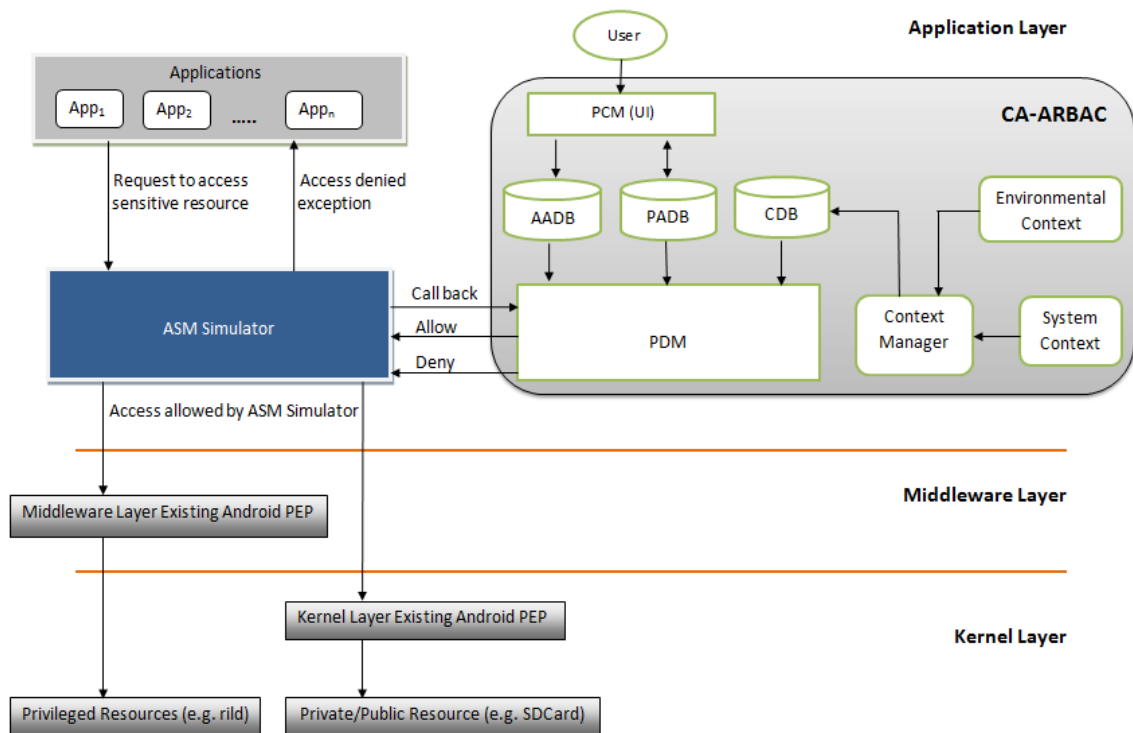 User
Application Layer
Applications
App1
App2
.....
Appn
PCM (UI)
CA-ARBAC
Request to access
sensitive resource
Access denied
exception
AADB
PADB
CDB
Environmental
Context
ASM Simulator
Call back
Allow
Deny
PDM
Context
Manager
System
Context
Access allowed by ASM Simulator
Middleware Layer
Middleware Layer Existing Android PEP
Kernel Layer Existing Android PEP
Kernel Layer
Privileged Resources (e.g. rild)
Private/Public Resource (e.g. SDCard)